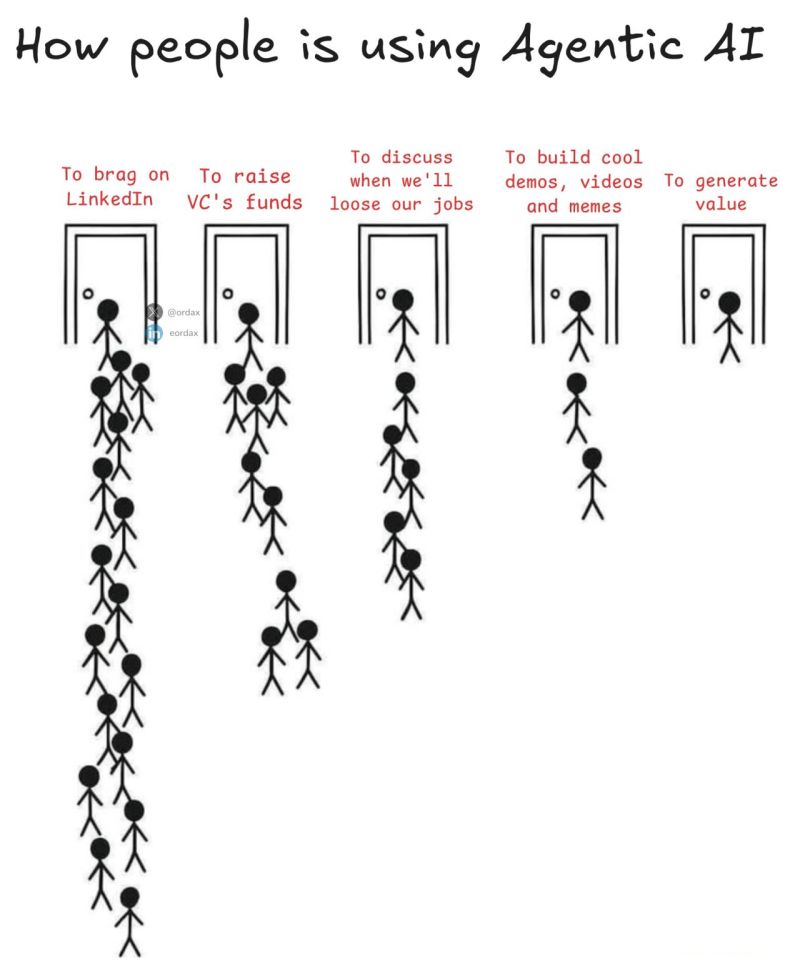 How people is using Agentic AI
To brag on
LinkedIn
To raise
VC's funds
To discuss
when we'll
loose our jobs
To build cool
demos, videos
and memes
To generate
value
@ordax
in eordax